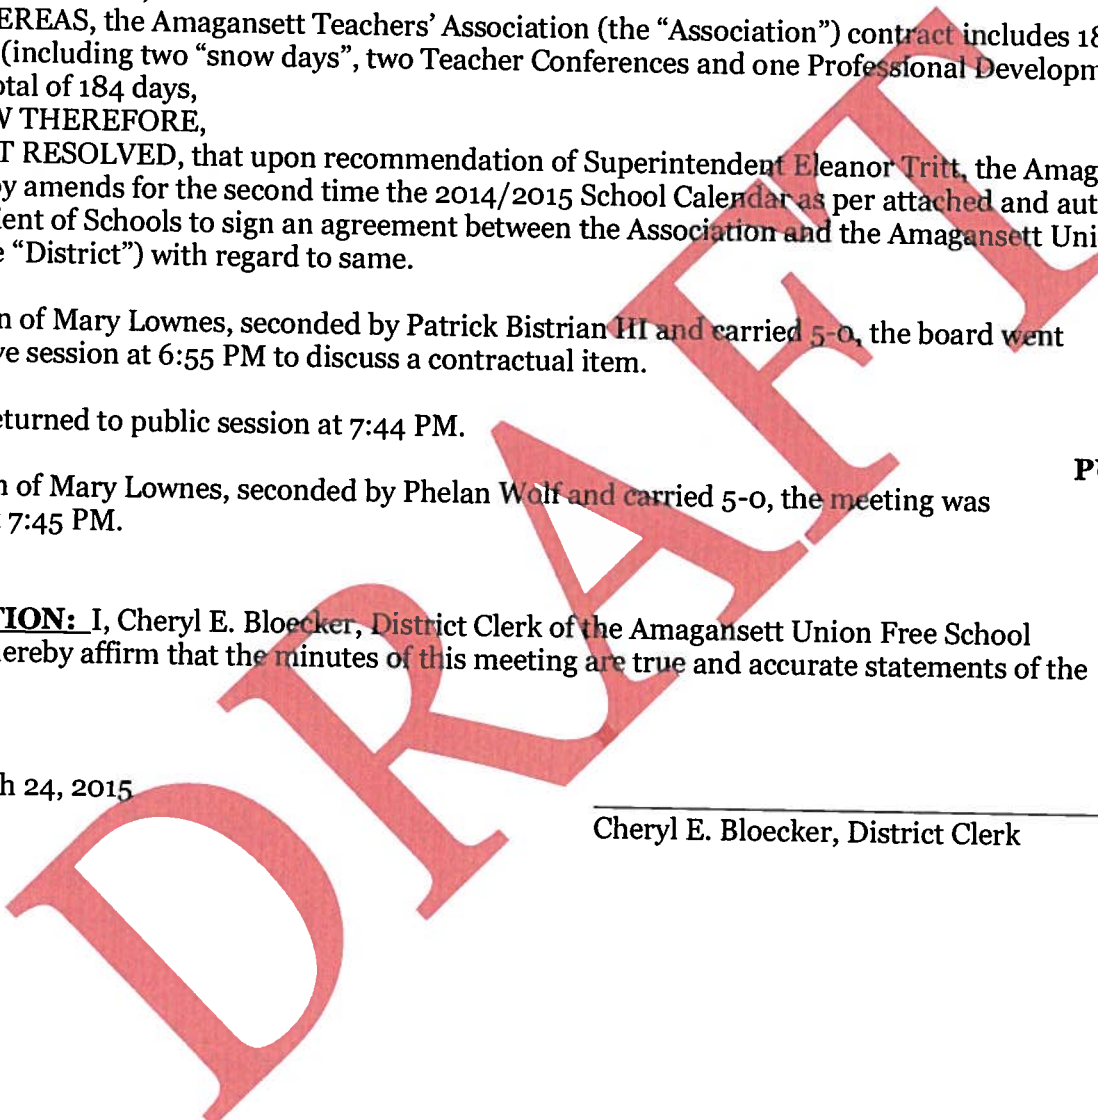 EREAS, the Amagansett Teachers’ Association (the “Association”) contract includes 18
(including two “snow days”, two Teacher Conferences and one Professional Developm
otal of 184 days,
W THEREFORE,
T RESOLVED, that upon recommendation of Superintendent Eleanor Tritt, the Amag
by amends for the second time the 2014/2015 School Calendar as per attached and aut
ent of Schools to sign an agreement between the Association and the Amagansett Uni
e “District”) with regard to same.
n of Mary Lownes, seconded by Patrick Bistrian III and carried 5-0, the board went
ve session at 6:55 PM to discuss a contractual item.
eturned to public session at 7:44 PM.
PU
n of Mary Lownes, seconded by Phelan Wolf and carried 5-0, the meeting was
7:45 PM.
TION: I, Cheryl E. Bloecker, District Clerk of the Amagansett Union Free School
ereby affirm that the minutes of this meeting are true and accurate statements of the
h 24, 2015
Cheryl E. Bloecker, District Clerk
DRAFT